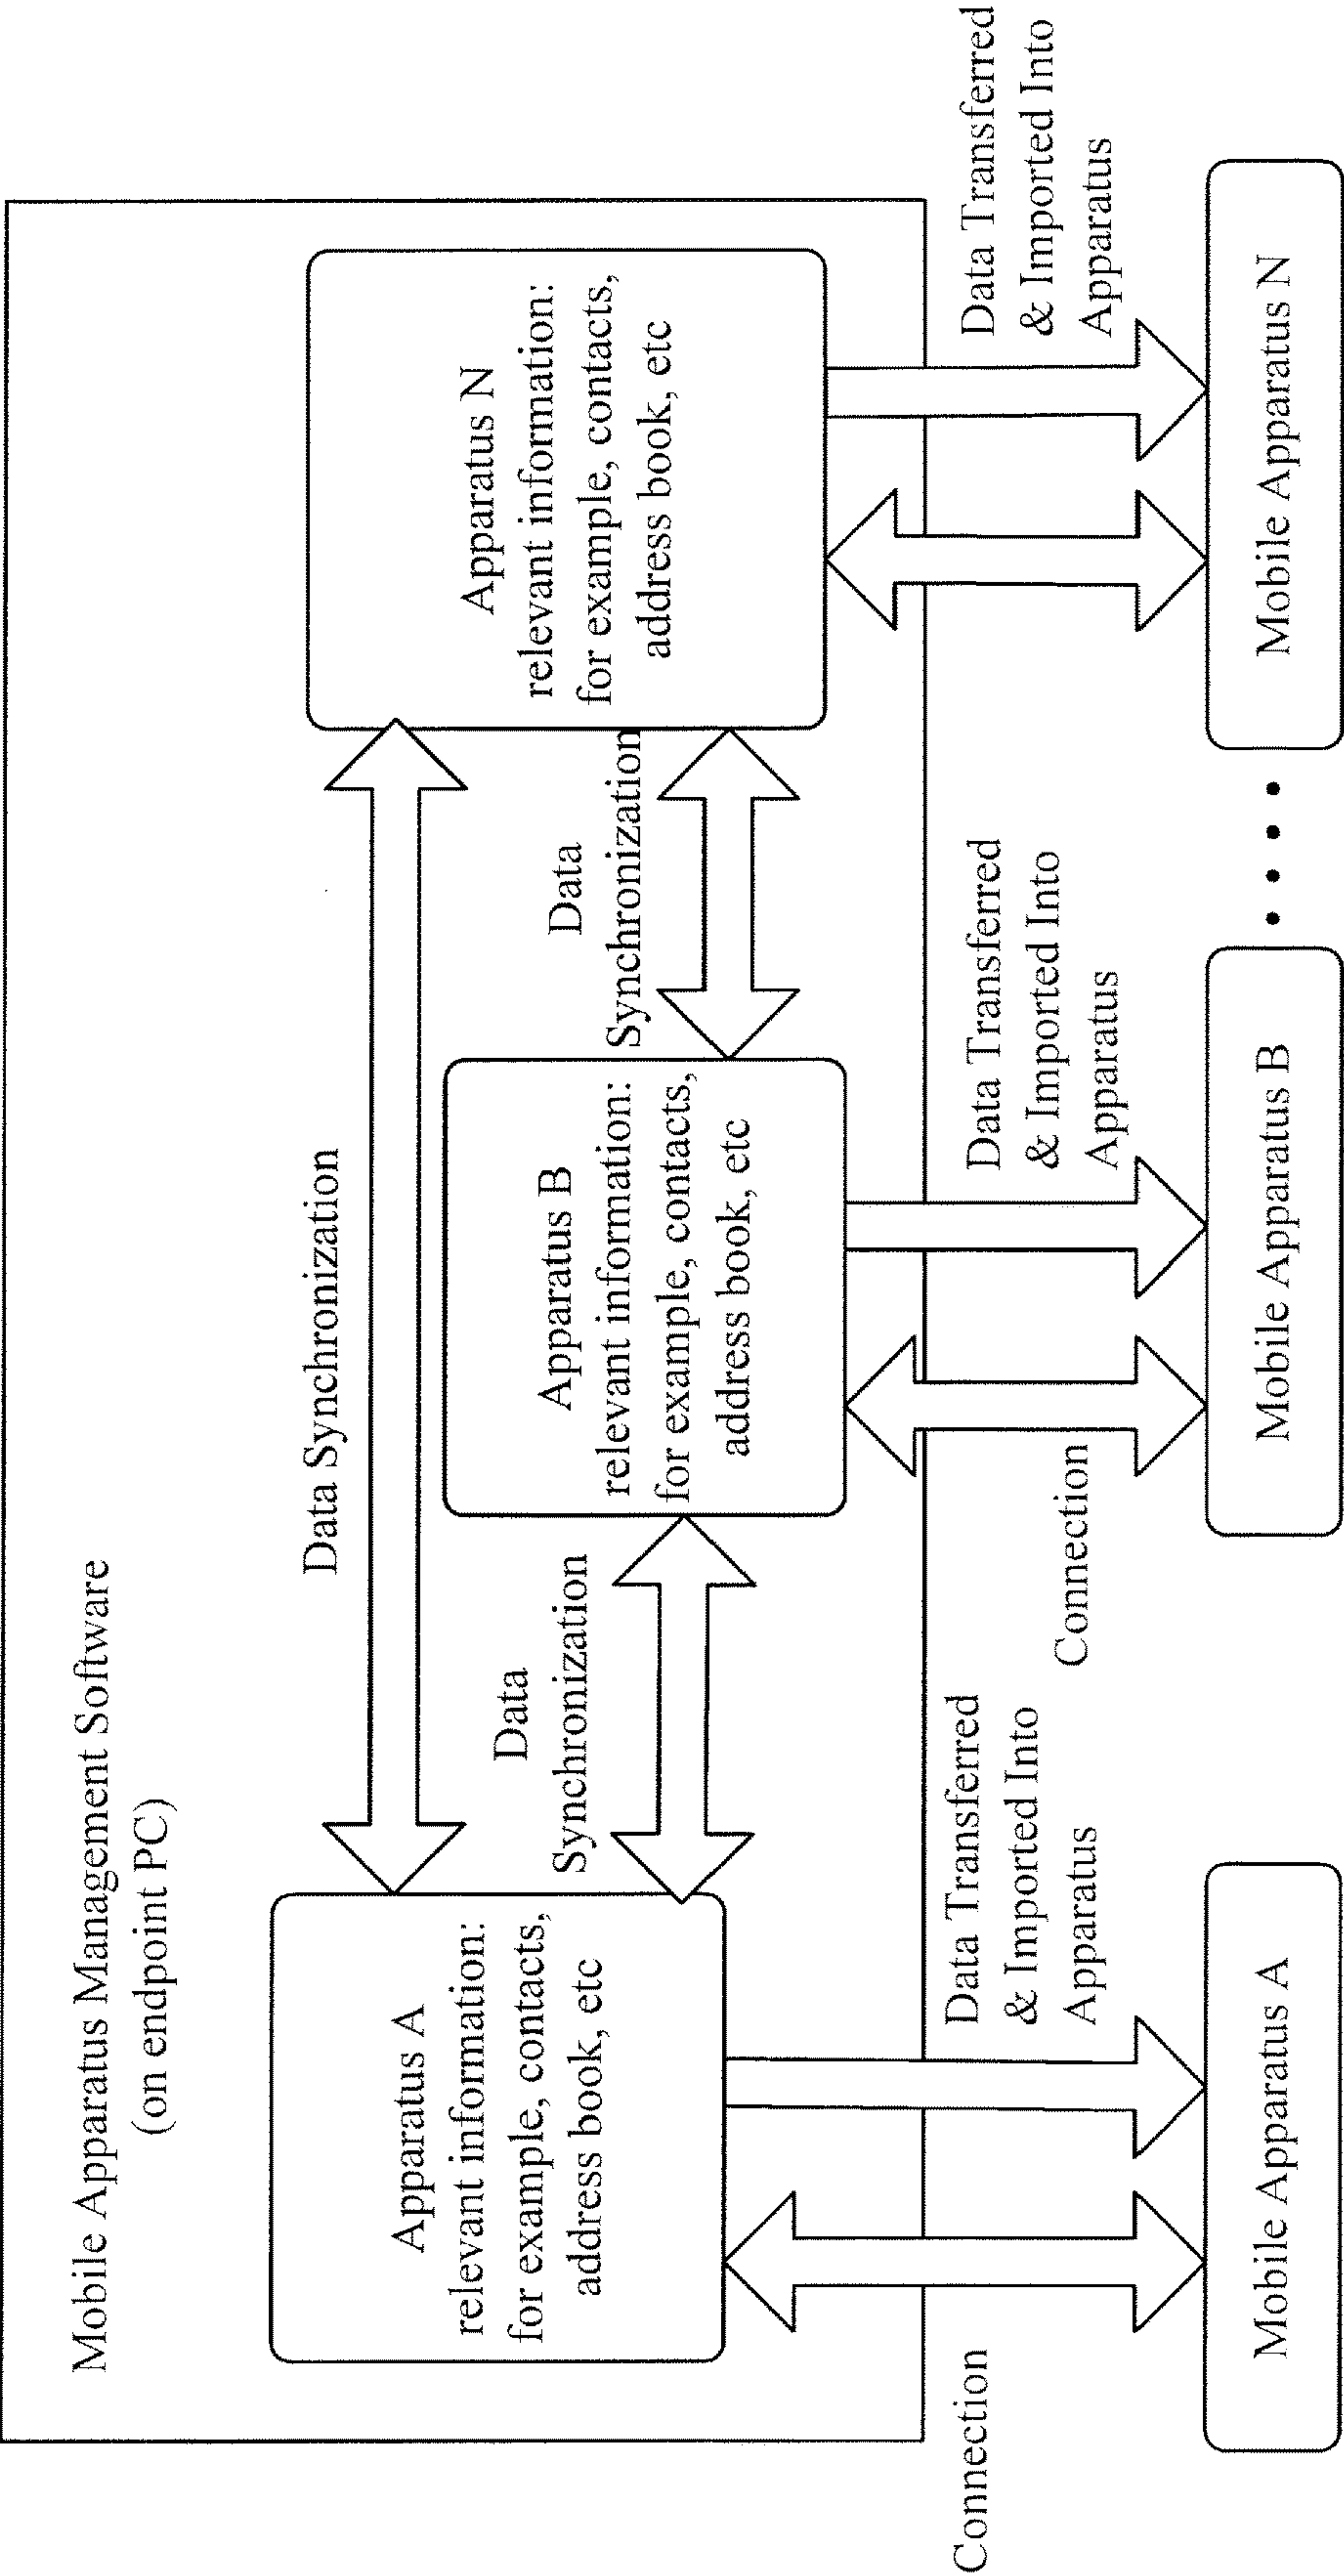 Mobile Apparatus Management Software
(on endpoint PC)
Data Synchronization
Apparatus A
relevant information:
for example, contacts,
address book, etc
Data
Synchronization
Apparatus B
relevant information:
for example, contacts,
address book, etc
Data
Synchronization
Apparatus N
relevant information:
for example, contacts,
address book, etc
Connection
Data Transferred
& Imported Into
Apparatus
Connection
Data Transferred
& Imported Into
Apparatus
Data Transferred
& Imported Into
Apparatus
Mobile Apparatus A
Mobile Apparatus B
....
Mobile Apparatus N